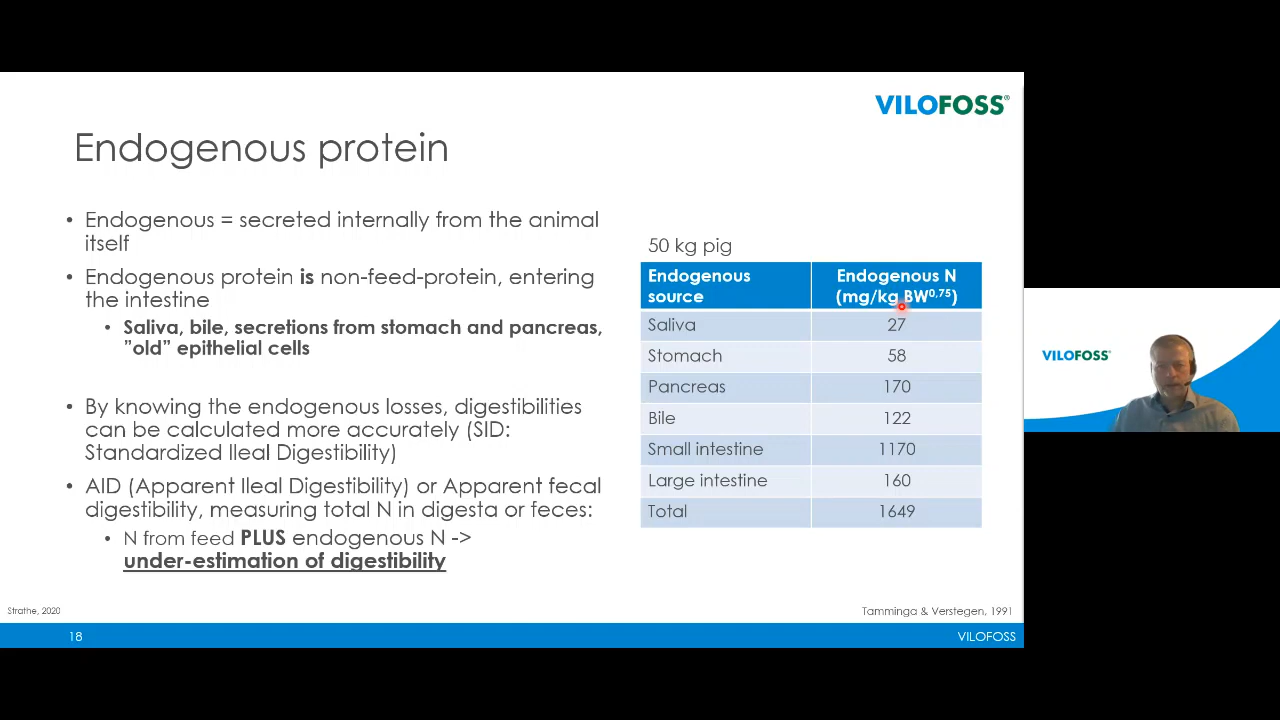 VILOFOSS®
Endogenous protein
• Endogenous = secreted internally from the animal
itself
• Endogenous protein is non-feed-protein, entering
the intestine
• Saliva, bile, secretions from stomach and pancreas,
”old” epithelial cells
• By knowing the endogenous losses, digestibilities
can be calculated more accurately (SID:
Standardized Ileal Digestibility)
• AID (Apparent Ileal Digestibility) or Apparent fecal
digestibility, measuring total N in digesta or feces:
• N from feed PLUS endogenous N ->
under-estimation of digestibility
50 kg pig
Endogenous source Endogenous N (mg/kg BW0,75)
Saliva 27
Stomach 58
Pancreas 170
Bile 122
Small intestine 1170
Large intestine 160
Total 1649
Strathe, 2020
Tamminga & Verstegen, 1991
18
VILOFOSS
VILOFOSS®